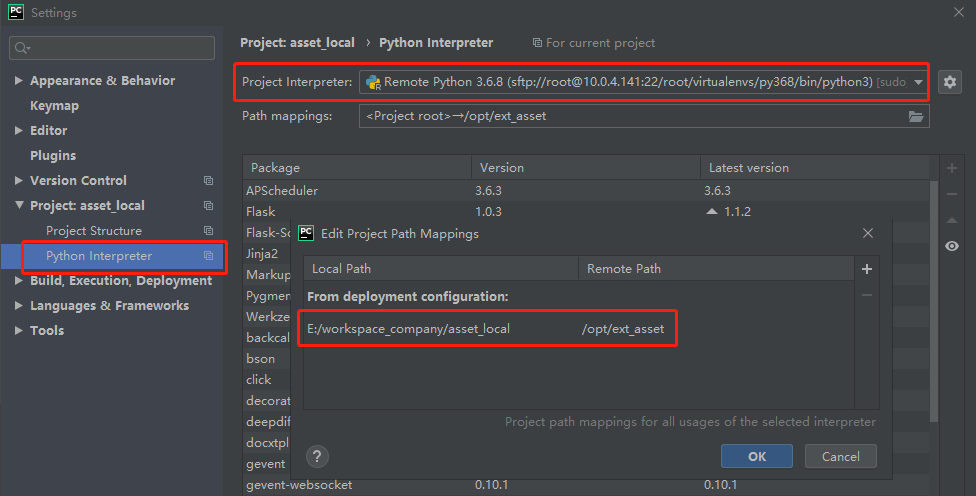 PC Settings
Project: asset_local › Python Interpreter For current project
Project Interpreter: Remote Python 3.6.8 (sftp://root@10.0.4.141:22/root/virtualenvs/py368/bin/python3) [sudo
Path mappings: <Project root>→/opt/ext_asset
Appearance & Behavior
Keymap
Editor
Plugins
Version Control
Project: asset_local
Project Structure
Python Interpreter
Build, Execution, Deployment
Languages & Frameworks
Tools
Package Version Latest version
APScheduler 3.6.3 3.6.3
Flask 1.0.3 1.1.2
Flask-Sc
Jinja2
Markup
Pygmen
Werkze
backcal
bson
click
decorat
deepdif
docxtpl
gevent
gevent-websocket 0.10.1 0.10.1
PC Edit Project Path Mappings
Local Path Remote Path
From deployment configuration:
E:/workspace_company/asset_local /opt/ext_asset
Project path mappings for all usages of the selected interpreter
? OK Cancel